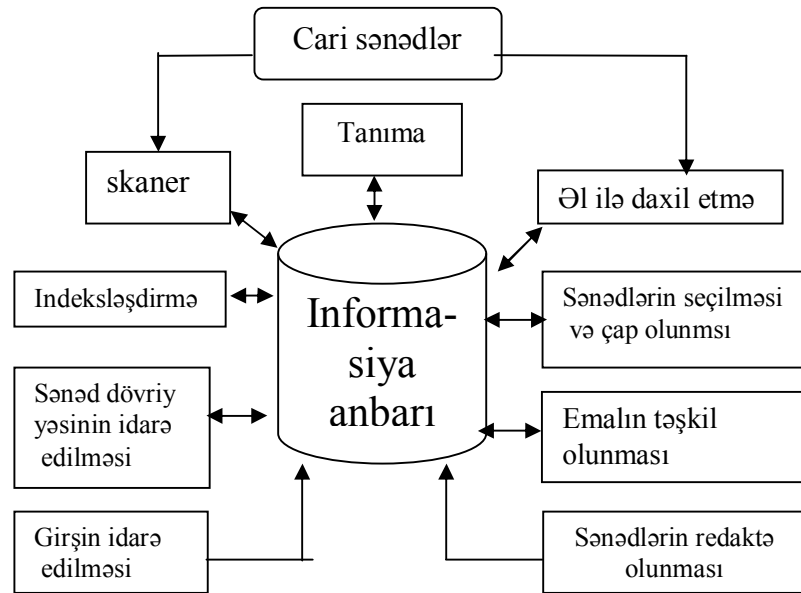 Cari sənədlər
Tanıma
skaner
Əl ilə daxil etmə
Indeksləşdirmə
Informa-
siya
anbarı
Sənədlərin seçilməsi
və çap olunmsı
Sənəd dövriy
yəsinin idarə
edilməsi
Emalın təşkil
olunması
Girşin idarə
edilməsi
Sənədlərin redaktə
olunması